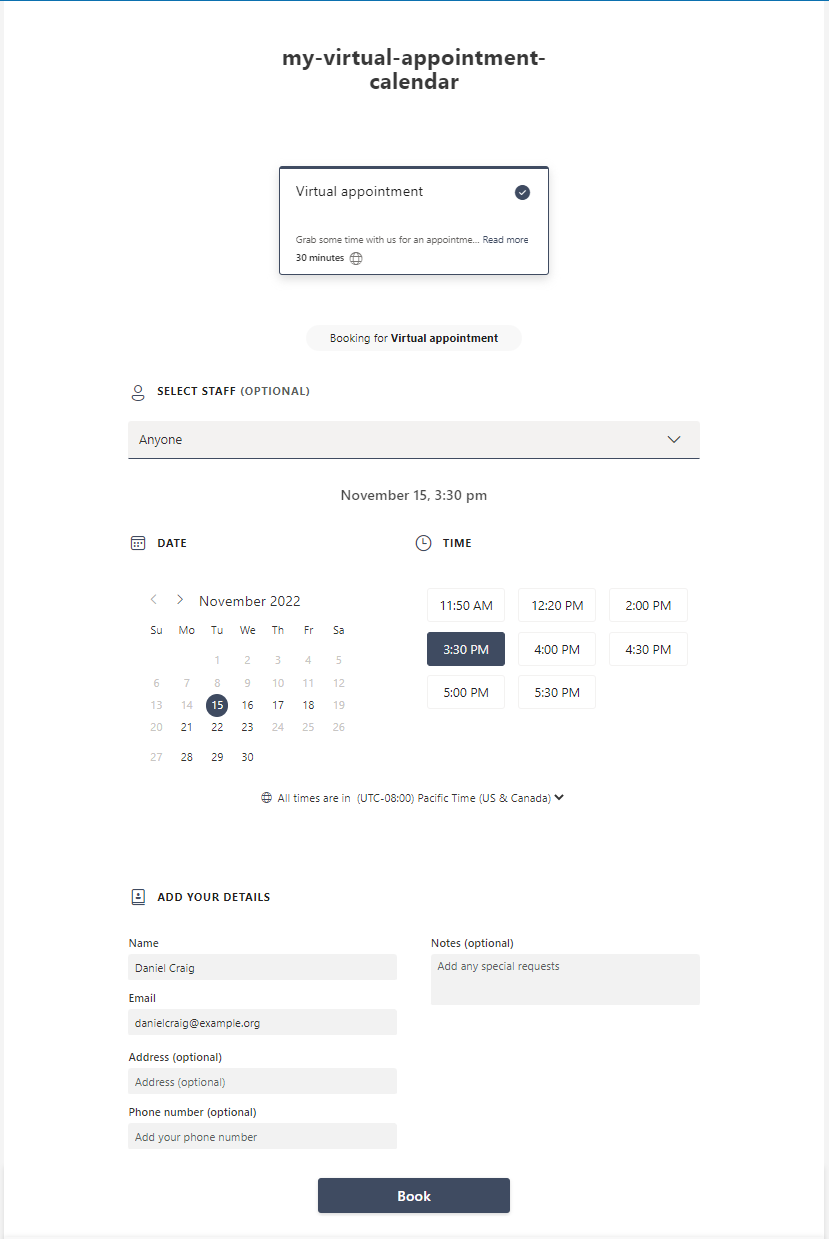 my-virtual-appointment-
calendar
Virtual appointment
Grab some time with us for an appointme... Read more
30 minutes
Booking for Virtual appointment
SELECT STAFF (OPTIONAL)
Anyone
November 15, 3:30 pm
DATE
TIME
November 2022
Su Mo Tu We Th Fr Sa
1 2 3 4 5
6 7 8 9 10 11 12
13 14 15 16 17 18 19
20 21 22 23 24 25 26
27 28 29 30
11:50 AM 12:20 PM 2:00 PM
3:30 PM 4:00 PM 4:30 PM
5:00 PM 5:30 PM
All times are in (UTC-08:00) Pacific Time (US & Canada)
ADD YOUR DETAILS
Name
Daniel Craig
Email
danielcraig@example.org
Address (optional)
Address (optional)
Phone number (optional)
Add your phone number
Notes (optional)
Add any special requests
Book